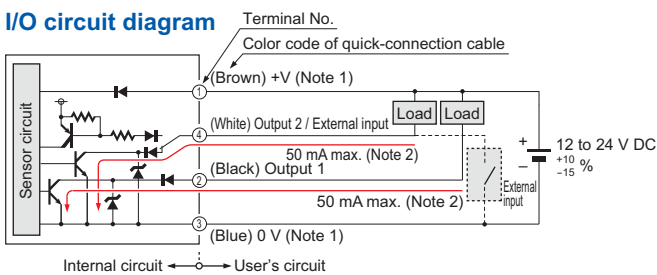 I/O circuit diagram
Terminal No.
Color code of quick-connection cable
(Brown) +V (Note 1)
1
Sensor circuit
(White) Output 2 / External input
4
Load
Load
50 mA max. (Note 2)
(Black) Output 1
2
50 mA max. (Note 2)
External
input
+
−
12 to 24 V DC
+10
−15 %
3
(Blue) 0 V (Note 1)
Internal circuit
User's circuit